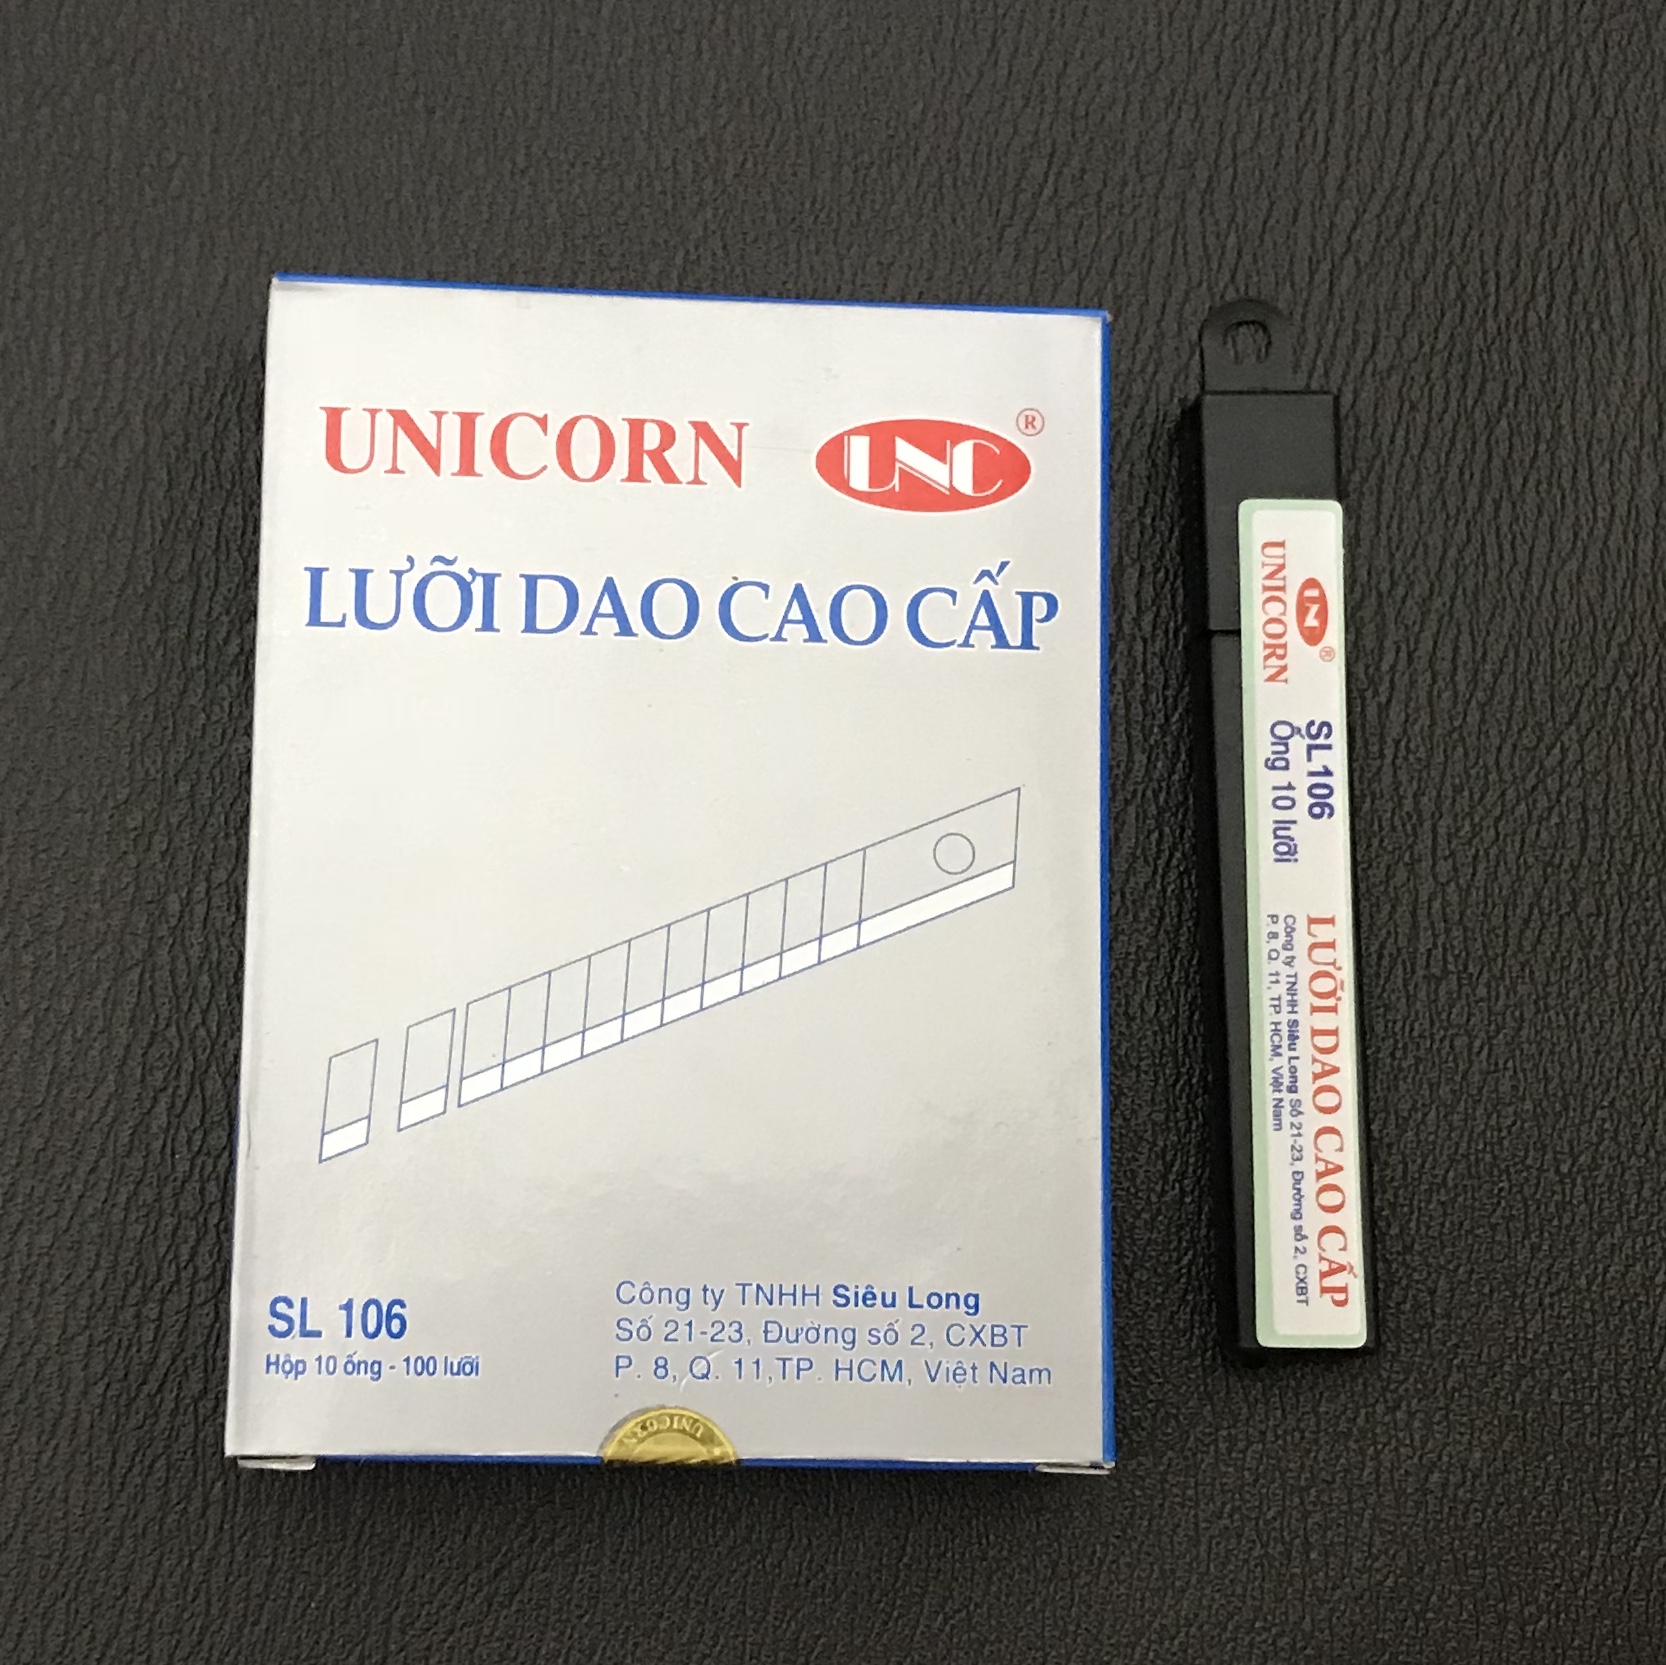 UNICORN UNC ®
LƯỠI DAO CAO CẤP
SL 106
Hộp 10 ống - 100 lưỡi
Công ty TNHH Siêu Long
Số 21-23, Đường số 2, CXBT
P. 8, Q. 11,TP. HCM, Việt Nam
UNICORN
UNC ®
UNICORN
SL106
Ống 10 lưỡi
LƯỠI DAO CAO CẤP
Công ty TNHH Siêu Long Số 21-23, Đường số 2, CXBT
P. 8, Q. 11, TP. HCM, Việt Nam